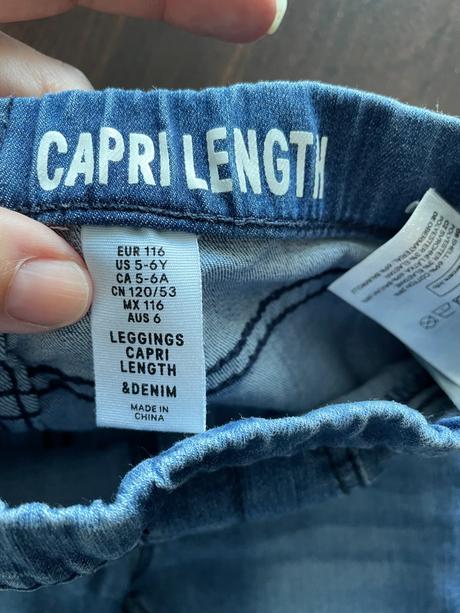 CAPRI LENGTH
EUR 116
US 5-6Y
CA 5-6A
CN 120/53
MX 116
AUS 6
LEGGINGS
CAPRI
LENGTH
&DENIM
MADE IN
CHINA